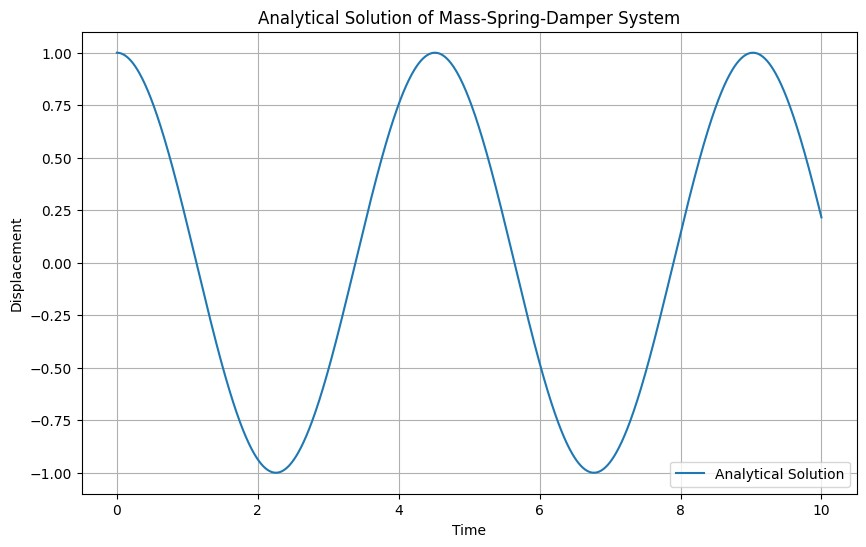 Analytical Solution of Mass-Spring-Damper System
1.00
0.75
0.50
0.25
0.00
−0.25
−0.50
−0.75
−1.00
Displacement
Analytical Solution
0 2 4 6 8 10
Time